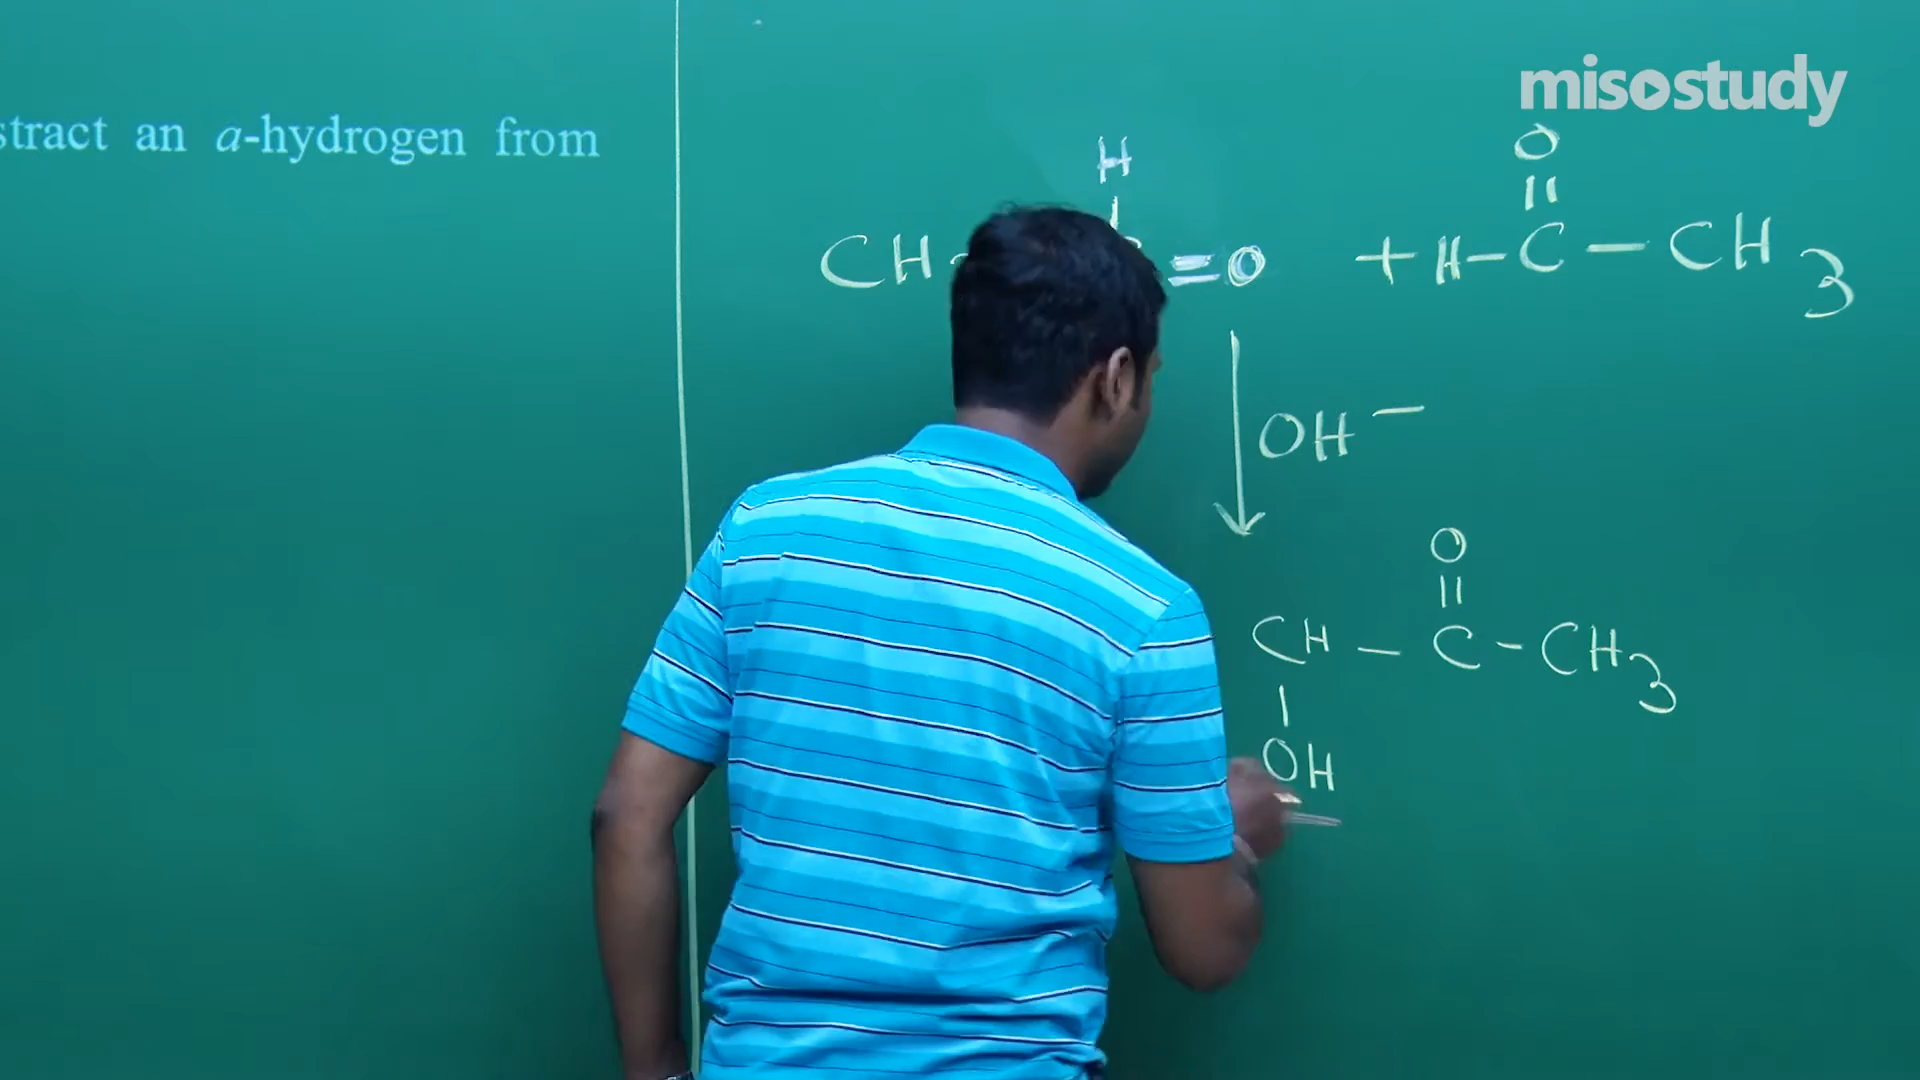 misostudy
stract an a-hydrogen from
H O
|| 
CH = O + H - C - CH3
OH -
O
||
CH - C - CH3
|
OH